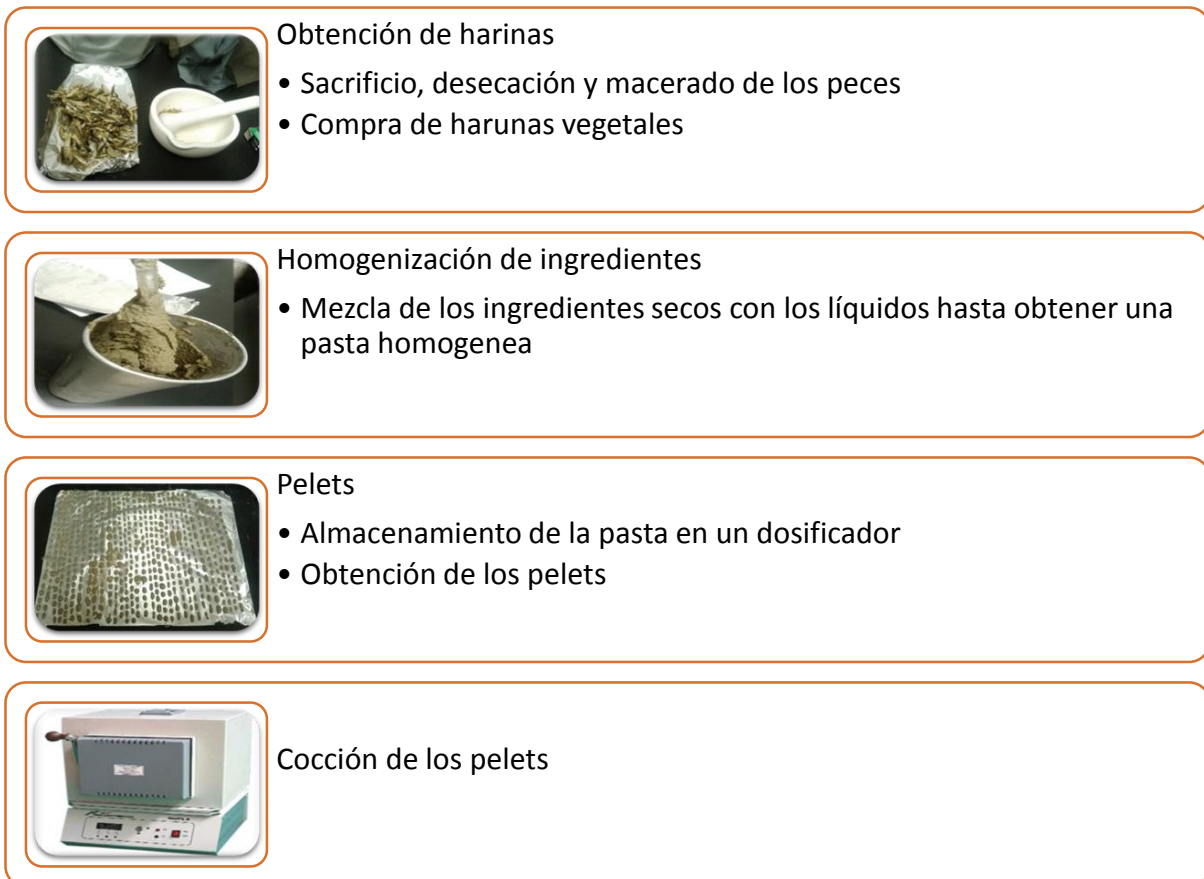 Obtención de harinas
• Sacrificio, desecación y macerado de los peces
• Compra de harunas vegetales
Homogenización de ingredientes
• Mezcla de los ingredientes secos con los líquidos hasta obtener una
pasta homogenea
Pelets
• Almacenamiento de la pasta en un dosificador
• Obtención de los pelets
Cocción de los pelets